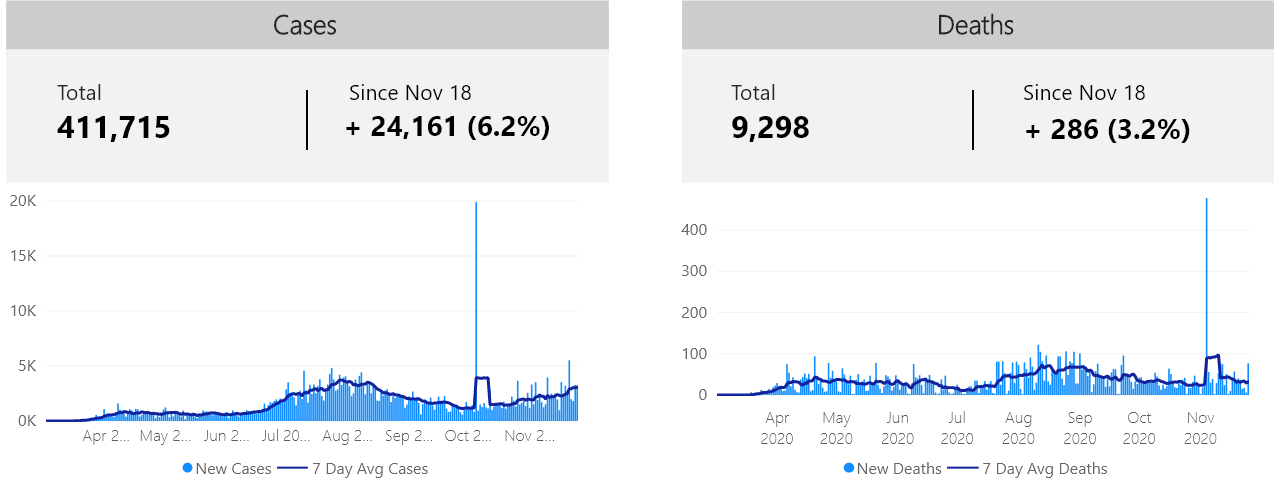 Cases
Total
411,715
Since Nov 18
+ 24,161 (6.2%)
20K
15K
10K
5K
0K
Apr 2... May 2... Jun 2... Jul 20... Aug 2... Sep 2... Oct 2... Nov 2...
New Cases 7 Day Avg Cases
Deaths
Total
9,298
Since Nov 18
+ 286 (3.2%)
400
300
200
100
0
Apr May Jun Jul Aug Sep Oct Nov
2020 2020 2020 2020 2020 2020 2020 2020
New Deaths 7 Day Avg Deaths